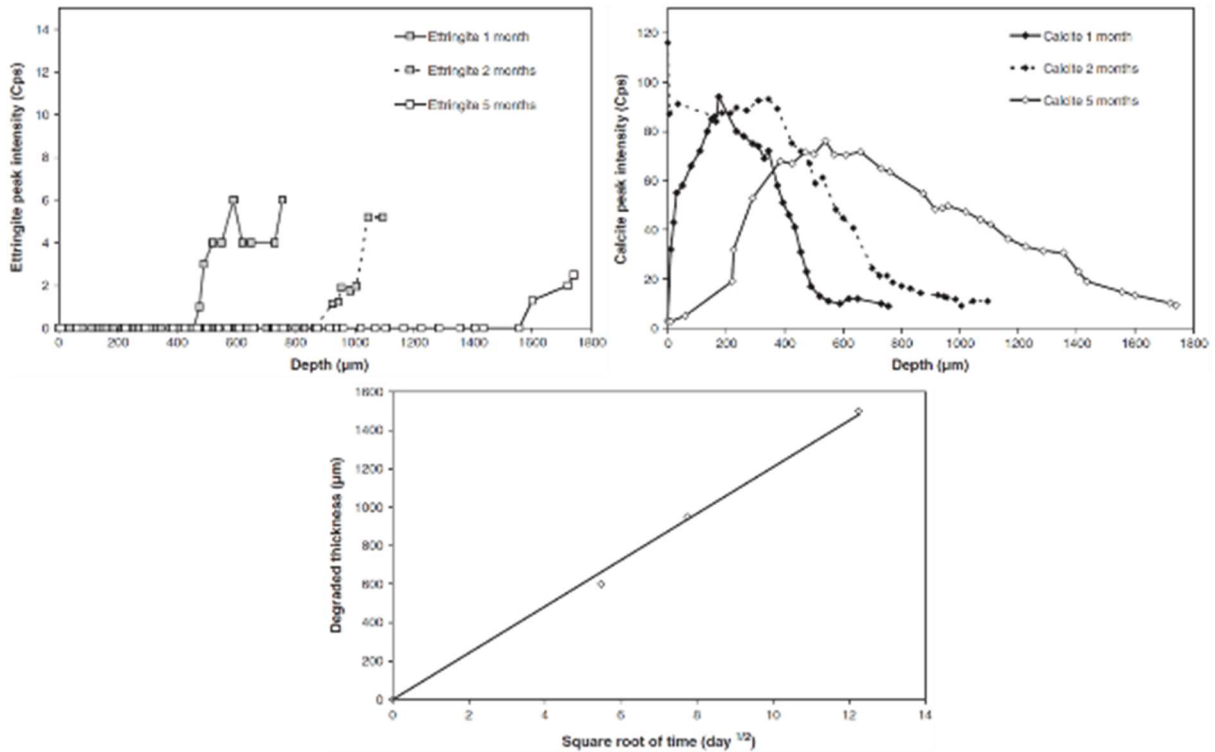 14
12
10
8
6
4
2
0
Ettringite peak intensity (Cps)
Ettringite 1 month
Ettringite 2 months
Ettringite 5 months
0 200 400 600 800 1000 1200 1400 1600 1800
Depth (µm)
120
100
80
60
40
20
0
Calcite peak intensity (Cps)
Calcite 1 month
Calcite 2 months
Calcite 5 months
0 200 400 600 800 1000 1200 1400 1600 1800
Depth (µm)
1600
1400
1200
1000
800
600
400
200
0
Degraded thickness (µm)
0 2 4 6 8 10 12 14
Square root of time (day 1/2)